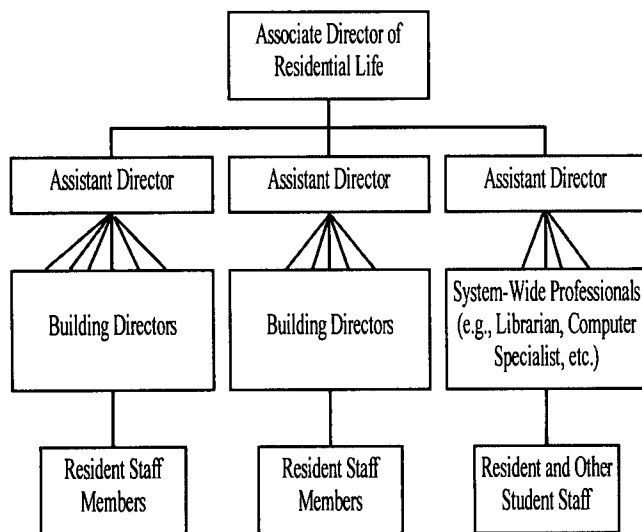 Associate Director of
Residential Life
Assistant Director
Assistant Director
Assistant Director
Building Directors
Building Directors
System-Wide Professionals
(e.g., Librarian, Computer
Specialist, etc.)
Resident Staff
Members
Resident Staff
Members
Resident and Other
Student Staff